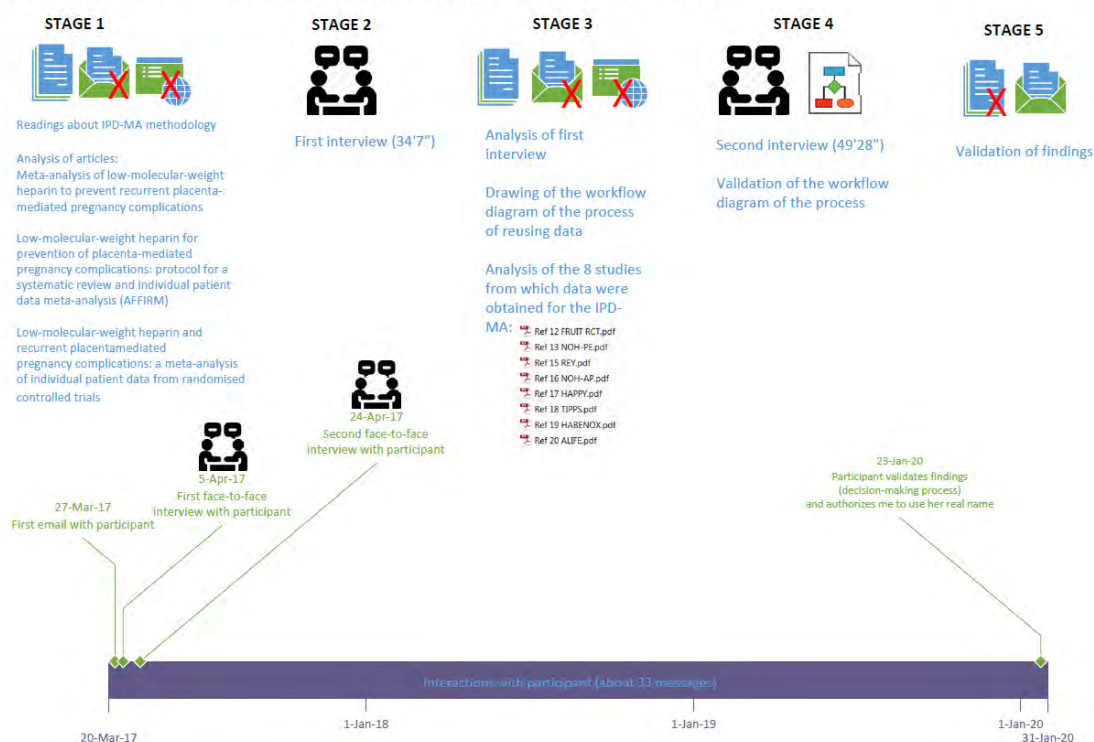 STAGE 1
Readings about IPD-MA methodology
Analysis of articles:
Meta-analysis of low-molecular-weight
heparin to prevent recurrent placenta-
mediated pregnancy complications
Low-molecular-weight heparin for
prevention of placenta-mediated
pregnancy complications: protocol for a
systematic review and individual patient
data meta-analysis (AFFIRM)
Low-molecular-weight heparin and
recurrent placentamediated
pregnancy complications: a meta-analysis
of individual patient data from randomised
controlled trials
STAGE 2
First interview (34'7")
STAGE 3
Analysis of first
interview
Drawing of the workflow
diagram of the process
of reusing data
Analysis of the 8 studies
from which data were
obtained for the IPD-
MA:
Ref 12 FRUIT RCT.pdf
Ref 13 NOH-PE.pdf
Ref 15 REY.pdf
Ref 16 NOH-AP.pdf
Ref 17 HAPPY.pdf
Ref 18 TIPPS.pdf
Ref 19 HABENOX.pdf
Ref 20 ALIFE.pdf
STAGE 4
Second interview (49'28")
Validation of the workflow
diagram of the process
STAGE 5
Validation of findings
27-Mar-17
First email with participant
5-Apr-17
First face-to-face
interview with participant
24-Apr-17
Second face-to-face
interview with participant
23-Jan-20
Participant validates findings
(decision-making process)
and authorizes me to use her real name
Interactions with participant (about 33 messages)
20-Mar-17
1-Jan-18
1-Jan-19
1-Jan-20
31-Jan-20